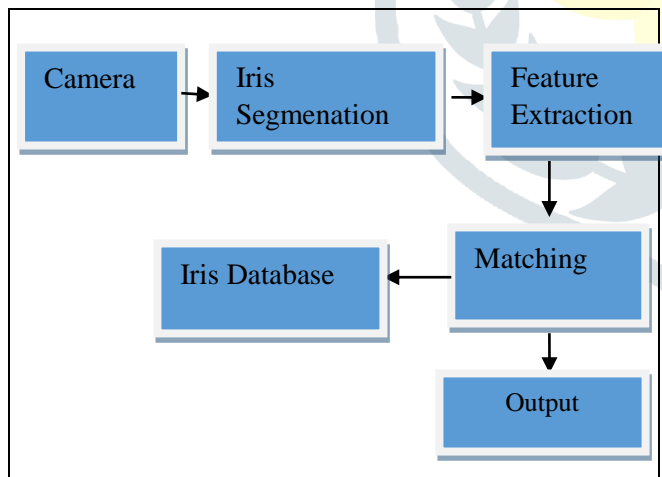 Camera
Iris
Segmenation
Feature
Extraction
Iris Database
Matching
Output